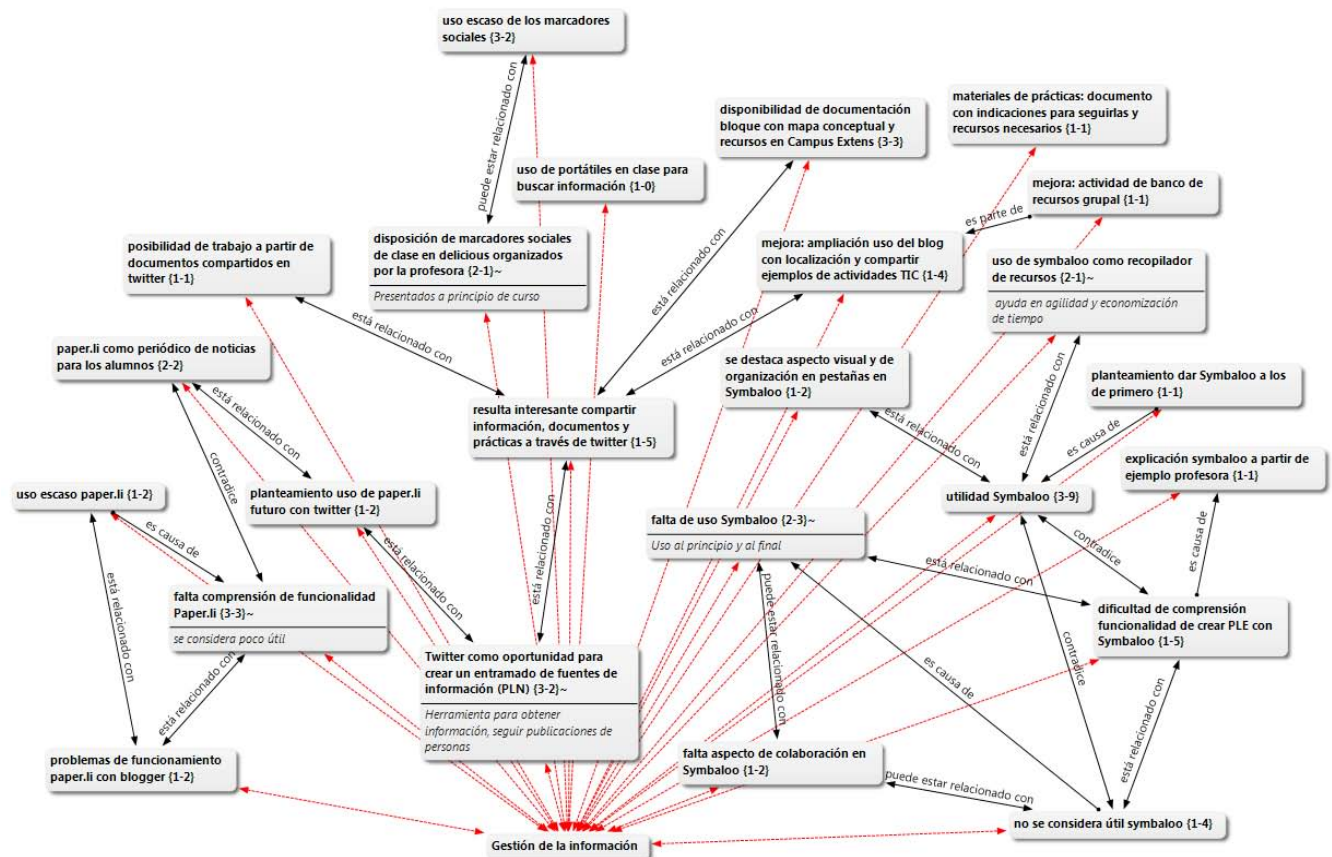 uso escaso de los marcadores
sociales {3-2}
puede estar relacionado con
disponibilidad de documentación
bloque con mapa conceptual y
recursos en Campus Extens {3-3}
materiales de prácticas: documento
con indicaciones para seguirlas y
recursos necesarios {1-1}
uso de portátiles en clase para
buscar información {1-0}
mejora: actividad de banco de
recursos grupal {1-1}
es parte de
posibilidad de trabajo a partir de
documentos compartidos en
twitter {1-1}
disposición de marcadores sociales
de clase en delicious organizados
por la profesora {2-1}~
Presentados a principio de curso
está relacionado con
mejora: ampliación uso del blog
con localización y compartir
ejemplos de actividades TIC {1-4}
uso de symbaloo como recopilador
de recursos {2-1}~
ayuda en agilidad y economización
de tiempo
está relacionado con
está relacionado con
paper.li como periódico de noticias
para los alumnos {2-2}
se destaca aspecto visual y de
organización en pestañas en
Symbaloo {1-2}
planteamiento dar Symbaloo a los
de primero {1-1}
está relacionado con
resulta interesante compartir
información, documentos y
prácticas a través de twitter {1-5}
está relacionado con
está relacionado con
es causa de
contradice
explicación symbaloo a partir de
ejemplo profesora {1-1}
uso escaso paper.li {1-2}
planteamiento uso de paper.li
futuro con twitter {1-2}
utilidad Symbaloo {3-9}
es causa de
falta de uso Symbaloo {2-3}~
Uso al principio y al final
contradice
es causa de
está relacionado con
está relacionado con
está relacionado con
está relacionado con
falta comprensión de funcionalidad
Paper.li {3-3}~
se considera poco útil
puede estar relacionado con
dificultad de comprensión
funcionalidad de crear PLE con
Symbaloo {1-5}
Twitter como oportunidad para
crear un entramado de fuentes de
información (PLN) {3-2}~
Herramienta para obtener
información, seguir publicaciones de
personas
está relacionado con
es causa de
contradice
está relacionado con
problemas de funcionamiento
paper.li con blogger {1-2}
falta aspecto de colaboración en
Symbaloo {1-2}
puede estar relacionado con
no se considera útil symbaloo {1-4}
Gestión de la información